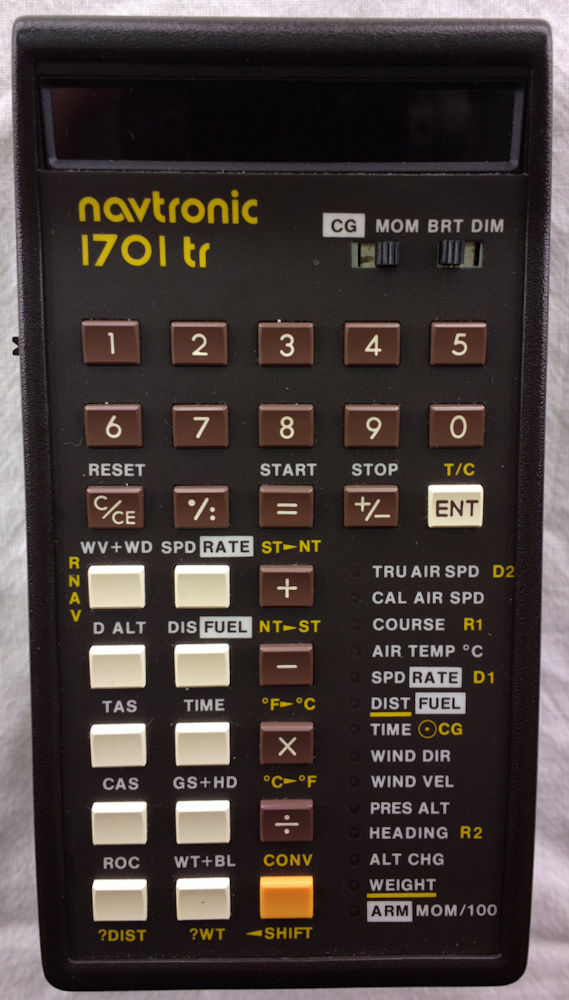 navtronic
1701 tr
CG MOM BRT DIM
1 2 3 4 5
6 7 8 9 0
RESET START STOP T/C
C/CE •/: = +/− ENT
WV+WD SPD RATE ST►NT
RNAV
+
D ALT DIS FUEL NT►ST
−
TAS TIME °F►°C
×
CAS GS+HD °C►°F
÷
ROC WT+BL CONV
?DIST ?WT ◄SHIFT
TRU AIR SPD D2
CAL AIR SPD
COURSE R1
AIR TEMP °C
SPD RATE D1
DIST FUEL
TIME ⊙CG
WIND DIR
WIND VEL
PRES ALT
HEADING R2
ALT CHG
WEIGHT
ARM MOM/100